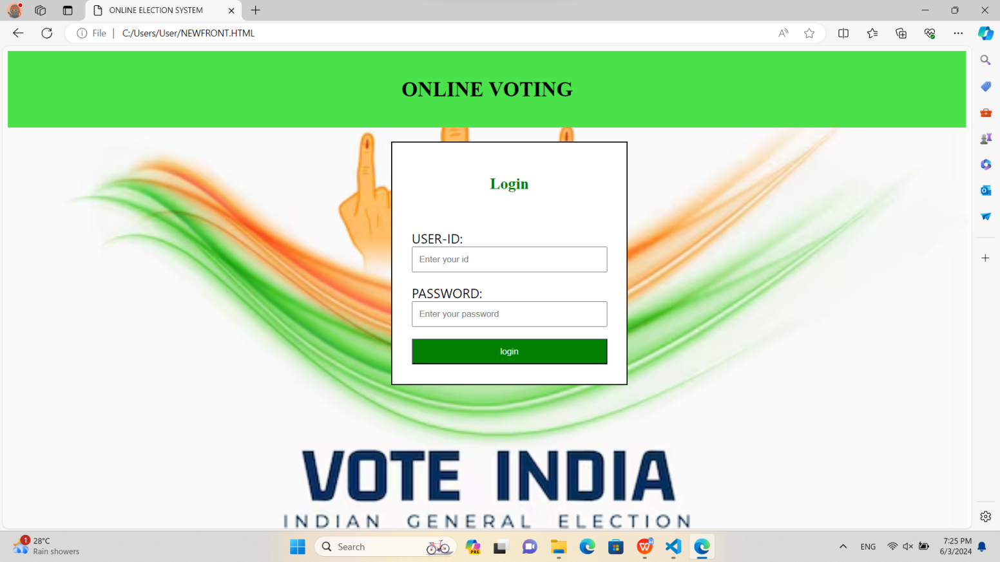 ONLINE ELECTION SYSTEM
File
C:/Users/User/NEWFRONT.HTML
ONLINE VOTING
Login
USER-ID:
Enter your id
PASSWORD:
Enter your password
login
VOTE INDIA
INDIAN GENERAL ELECTION
1
28°C
Rain showers
Search
PRE
ENG
7:25 PM
6/3/2024